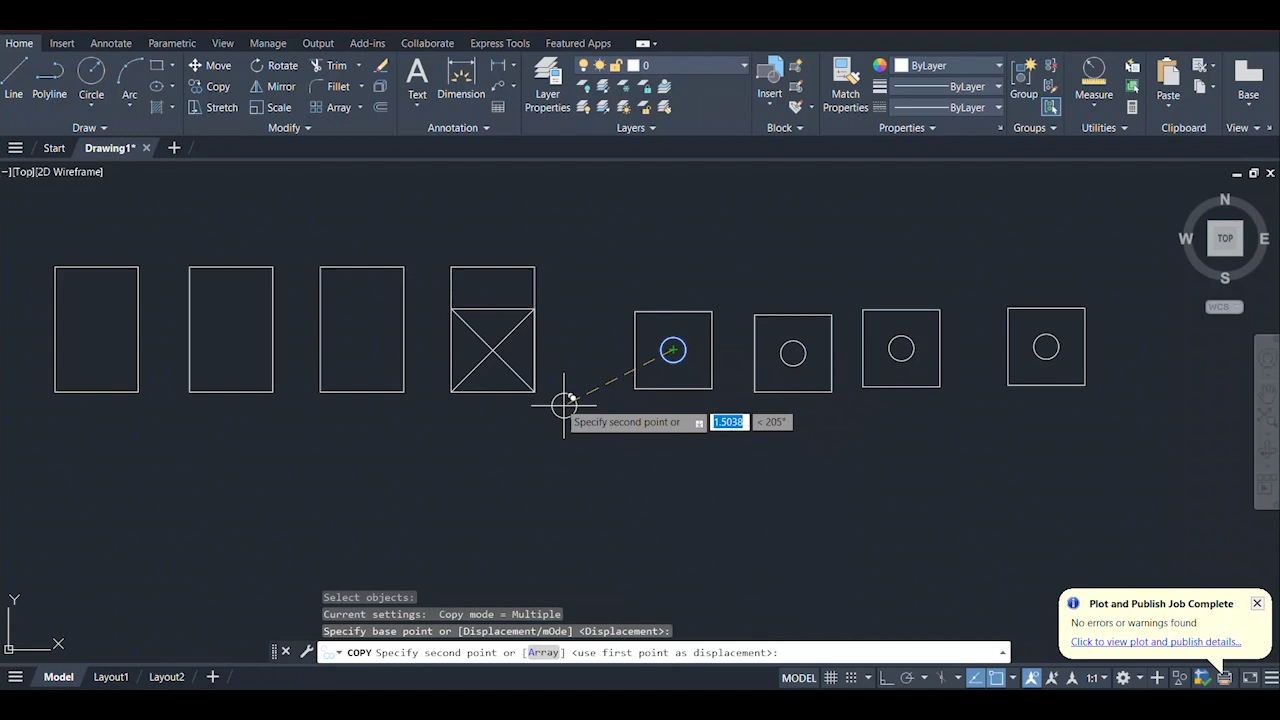 Home Insert Annotate Parametric View Manage Output Add-ins Collaborate Express Tools Featured Apps
Move Rotate Trim 0 ByLayer
Copy Mirror Fillet ByLayer
Line Polyline Circle Arc Text Dimension Layer Properties Insert Match Properties Group Measure Paste Base
Stretch Scale Array ByLayer
Draw Modify Annotation Layers Block Properties Groups Utilities Clipboard View
Start Drawing1*
–][Top][2D Wireframe]
N
W TOP E
S
WCS
Specify second point or 1.5038 < 205°
Select objects:
Current settings: Copy mode = Multiple
Specify base point or [Displacement/mOde] <Displacement>:
COPY Specify second point or [Array] <use first point as displacement>:
Y
X
Plot and Publish Job Complete
No errors or warnings found
Click to view plot and publish details...
Model Layout1 Layout2 MODEL 1:1